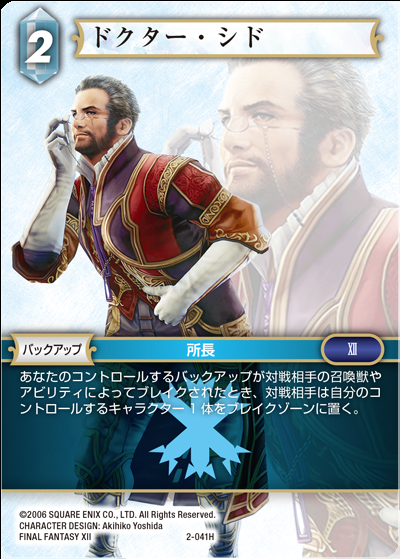 2
ドクター・シド
バックアップ
所長
XII
あなたのコントロールするバックアップが対戦相手の召喚獣や
アビリティによってブレイクされたとき、対戦相手は自分のコ
ントロールするキャラクター1体をブレイクゾーンに置く。
©2006 SQUARE ENIX CO., LTD. All Rights Reserved.
CHARACTER DESIGN: Akihiko Yoshida
FINAL FANTASY XII 2-041H